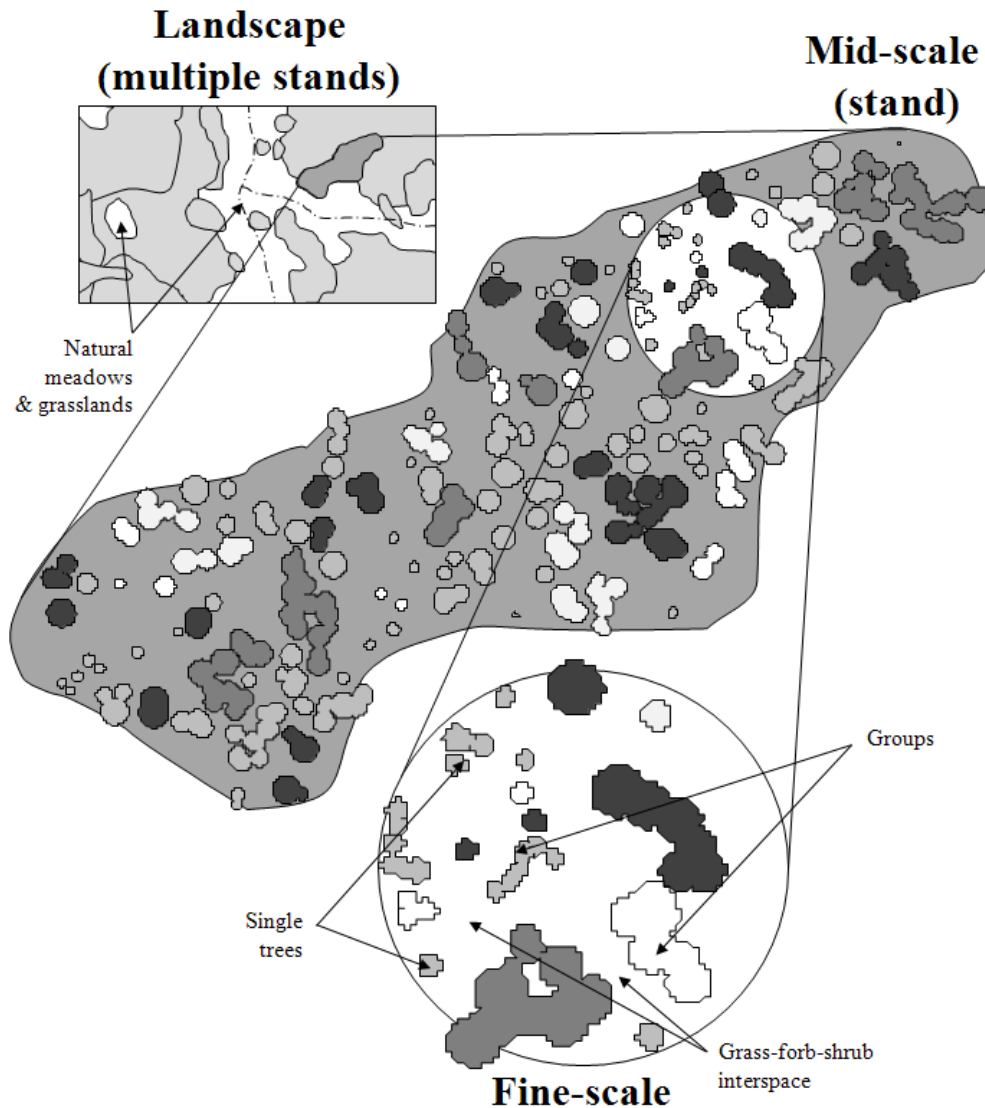 Landscape
(multiple stands)
Mid-scale
(stand)
Natural
meadows
& grasslands
Groups
Single
trees
Grass-forb-shrub
interspace
Fine-scale